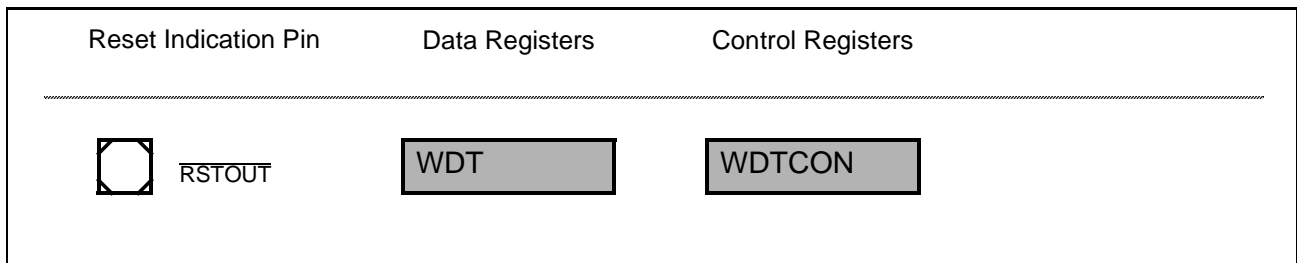 Reset Indication Pin Data Registers Control Registers
RSTOUT WDT WDTCON